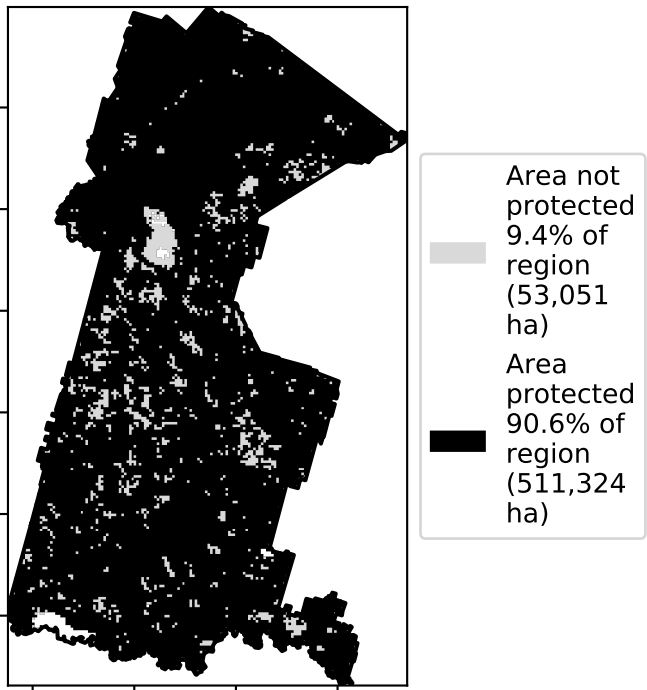 Area not
protected
9.4% of
region
(53,051
ha)
Area
protected
90.6% of
region
(511,324
ha)